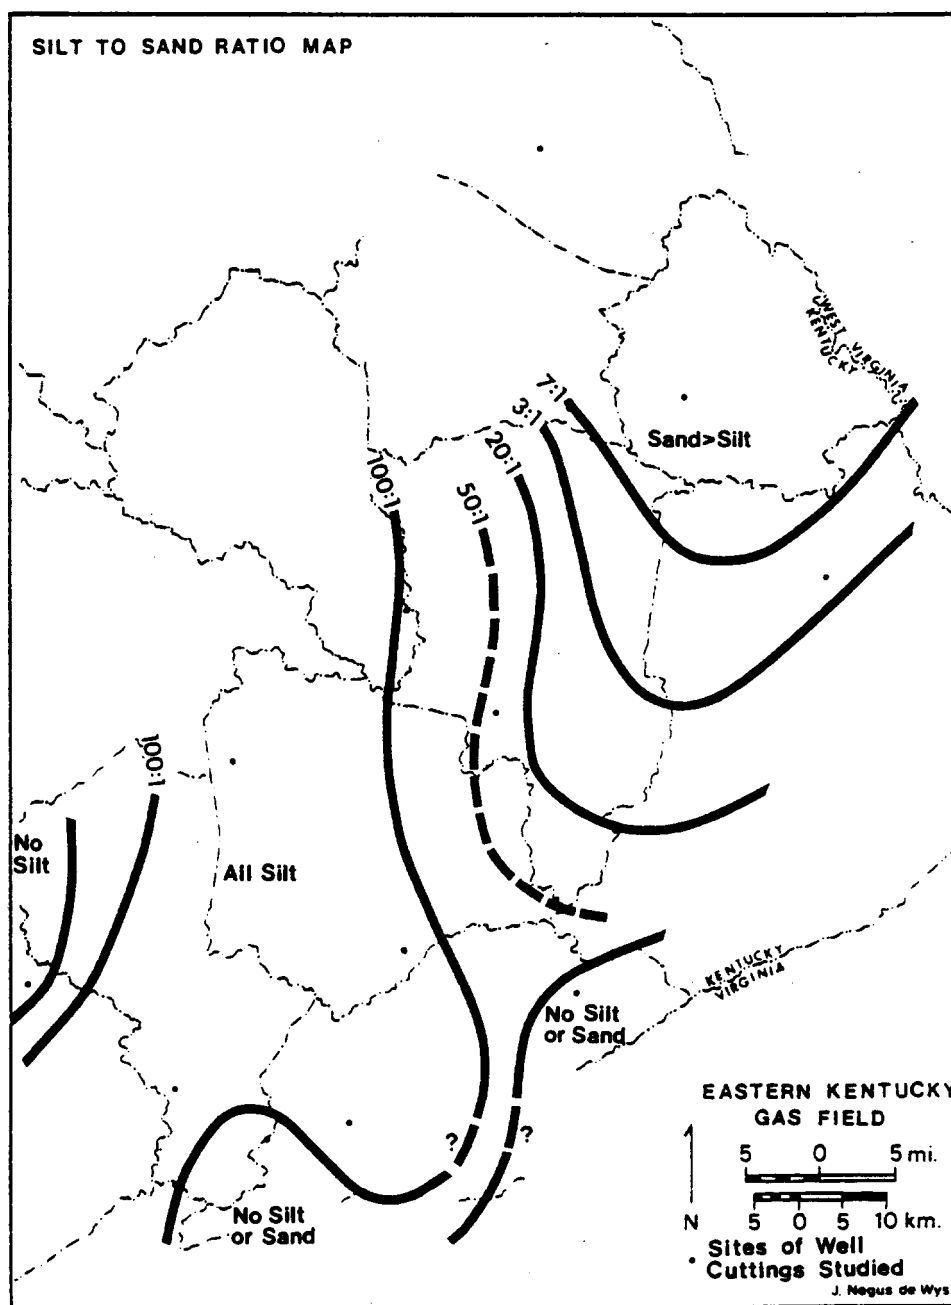 SILT TO SAND RATIO MAP
WEST VIRGINIA
KENTUCKY
7:1
3:1
Sand>Silt
20:1
100:1
50:1
100:1
No
Silt
All Silt
KENTUCKY
VIRGINIA
No Silt
or Sand
EASTERN KENTUCKY
GAS FIELD
? ?
5 0 5 mi.
No Silt
or Sand
N
5 0 5 10 km.
Sites of Well
Cuttings Studied
J. Negus de Wys